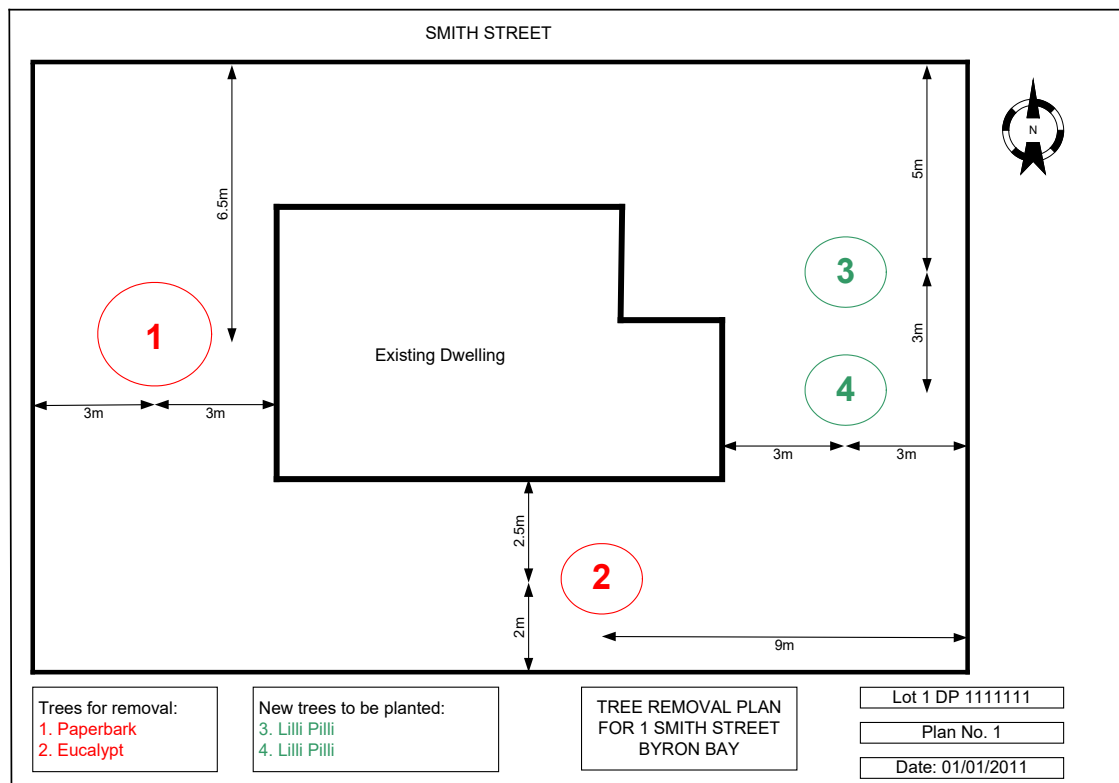 SMITH STREET
N
6.5m
5m
3
1
Existing Dwelling
3m
4
3m
3m
3m
3m
2.5m
2
2m
9m
Trees for removal:
1. Paperbark
2. Eucalypt
New trees to be planted:
3. Lilli Pilli
4. Lilli Pilli
TREE REMOVAL PLAN
FOR 1 SMITH STREET
BYRON BAY
Lot 1 DP 1111111
Plan No. 1
Date: 01/01/2011